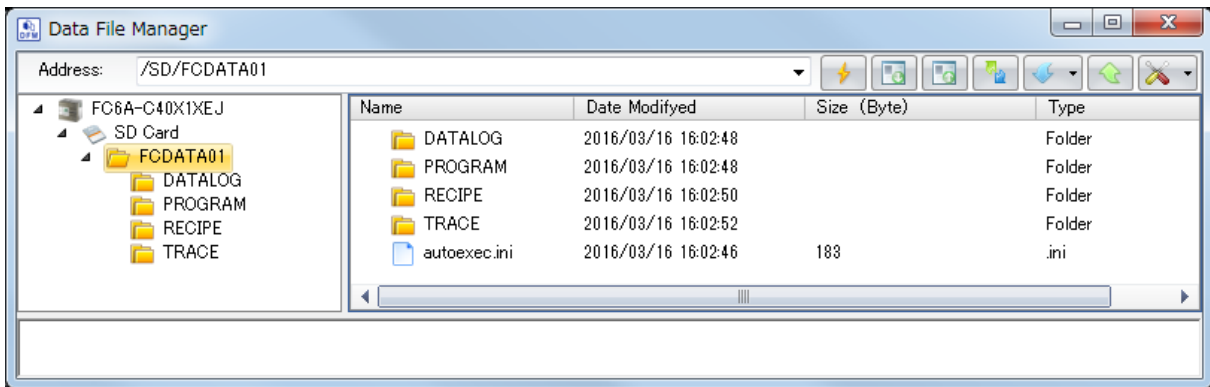 Data File Manager
Address: /SD/FCDATA01
FC6A-C40X1XEJ
SD Card
FCDATA01
DATALOG
PROGRAM
RECIPE
TRACE
Name Date Modifyed Size (Byte) Type
DATALOG 2016/03/16 16:02:48 Folder
PROGRAM 2016/03/16 16:02:48 Folder
RECIPE 2016/03/16 16:02:50 Folder
TRACE 2016/03/16 16:02:52 Folder
autoexec.ini 2016/03/16 16:02:46 183 .ini